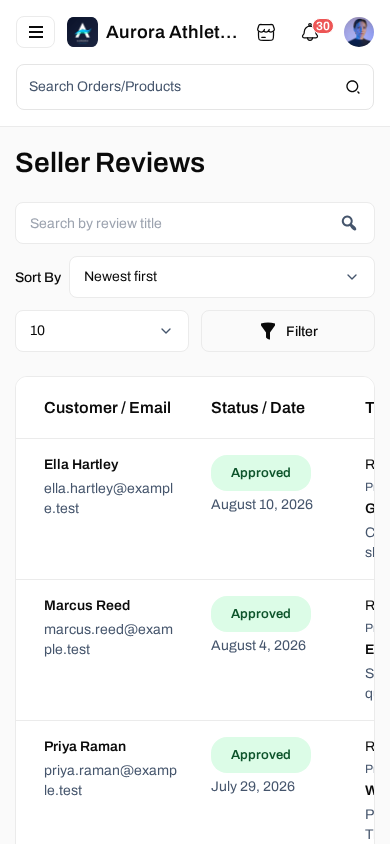 Aurora Athlet...
30
Search Orders/Products
Seller Reviews
Search by review title
Sort By
Newest first
10
Filter
Customer / Email
Status / Date
Ella Hartley
ella.hartley@exampl
e.test
Approved
August 10, 2026
Marcus Reed
marcus.reed@exam
ple.test
Approved
August 4, 2026
Priya Raman
priya.raman@examp
le.test
Approved
July 29, 2026